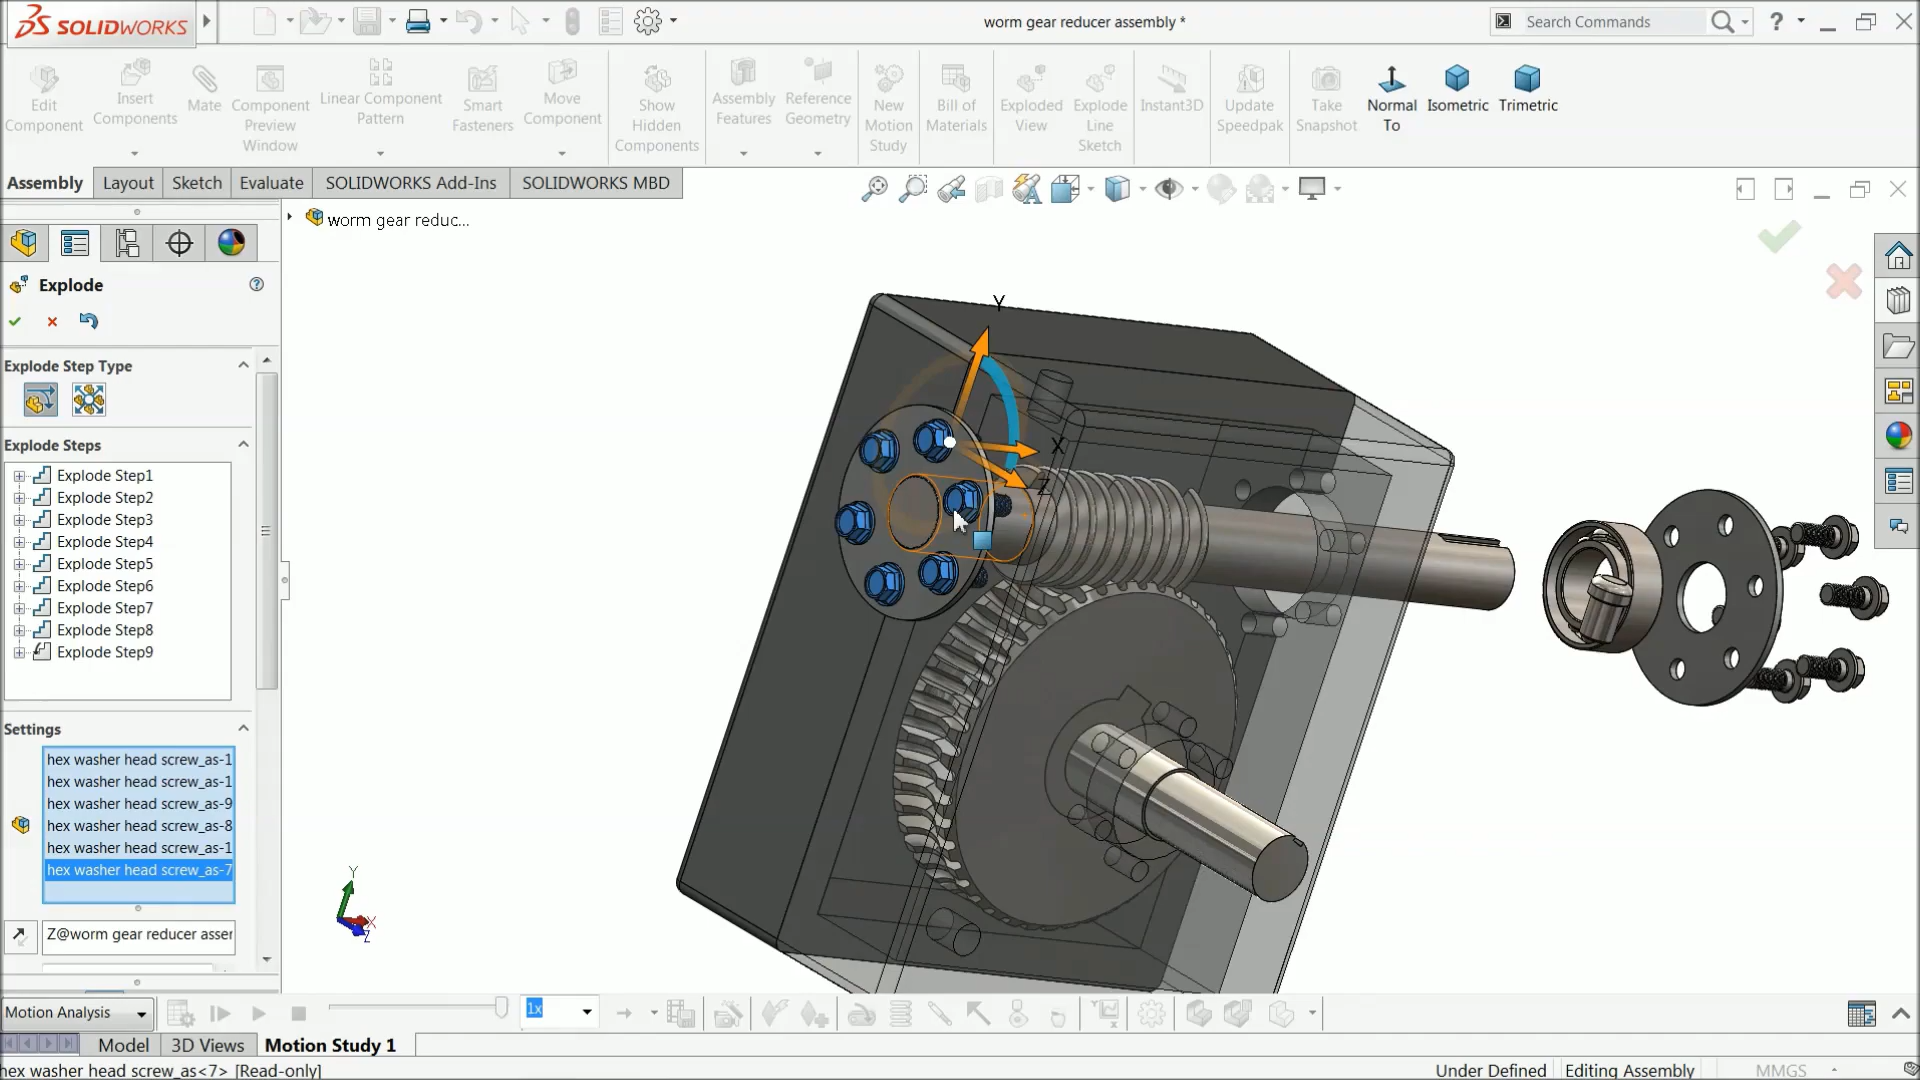 SOLIDWORKS
worm gear reducer assembly *
Search Commands
?
Edit Component
Insert Components
Mate
Component Preview Window
Linear Component Pattern
Smart Fasteners
Move Component
Show Hidden Components
Assembly Features
Reference Geometry
New Motion Study
Bill of Materials
Exploded View
Explode Line Sketch
Instant3D
Update Speedpak
Take Snapshot
Normal To
Isometric
Trimetric
Assembly
Layout
Sketch
Evaluate
SOLIDWORKS Add-Ins
SOLIDWORKS MBD
worm gear reduc...
Explode
Explode Step Type
Explode Steps
Explode Step1
Explode Step2
Explode Step3
Explode Step4
Explode Step5
Explode Step6
Explode Step7
Explode Step8
Explode Step9
Settings
hex washer head screw_as-1
hex washer head screw_as-1
hex washer head screw_as-9
hex washer head screw_as-8
hex washer head screw_as-1
hex washer head screw_as-7
Z@worm gear reducer asser
Y
X
Z
Y
X
Z
Motion Analysis
1x
Model
3D Views
Motion Study 1
hex washer head screw_as<7> [Read-only]
Under Defined
Editing Assembly
MMGS